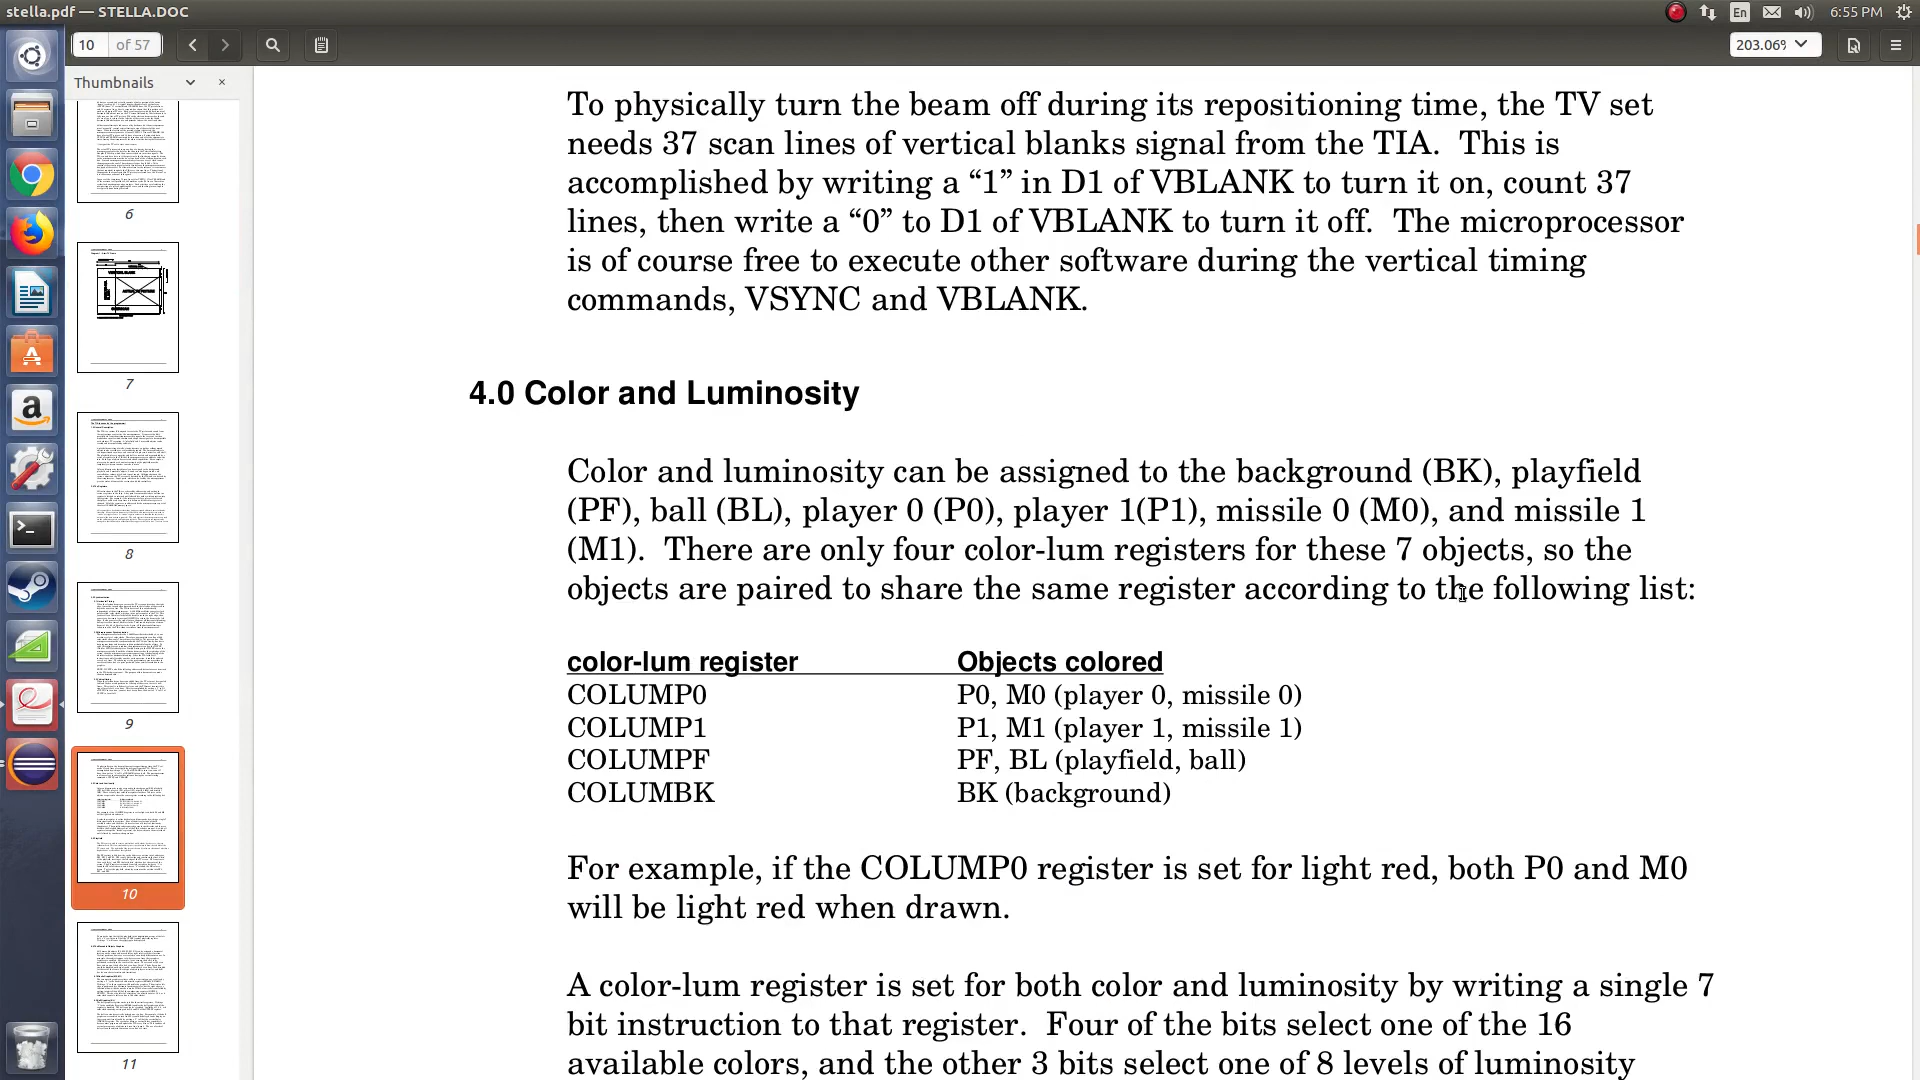 stella.pdf — STELLA.DOC
En
6:55 PM
10 of 57
203.06%
Thumbnails
6
7
8
9
10
11
To physically turn the beam off during its repositioning time, the TV set
needs 37 scan lines of vertical blanks signal from the TIA.  This is
accomplished by writing a “1” in D1 of VBLANK to turn it on, count 37
lines, then write a “0” to D1 of VBLANK to turn it off.  The microprocessor
is of course free to execute other software during the vertical timing
commands, VSYNC and VBLANK.
4.0 Color and Luminosity
Color and luminosity can be assigned to the background (BK), playfield
(PF), ball (BL), player 0 (P0), player 1(P1), missile 0 (M0), and missile 1
(M1).  There are only four color-lum registers for these 7 objects, so the
objects are paired to share the same register according to the following list:
color-lum register Objects colored
COLUMP0 P0, M0 (player 0, missile 0)
COLUMP1 P1, M1 (player 1, missile 1)
COLUMPF PF, BL (playfield, ball)
COLUMBK BK (background)
For example, if the COLUMP0 register is set for light red, both P0 and M0
will be light red when drawn.
A color-lum register is set for both color and luminosity by writing a single 7
bit instruction to that register.  Four of the bits select one of the 16
available colors, and the other 3 bits select one of 8 levels of luminosity